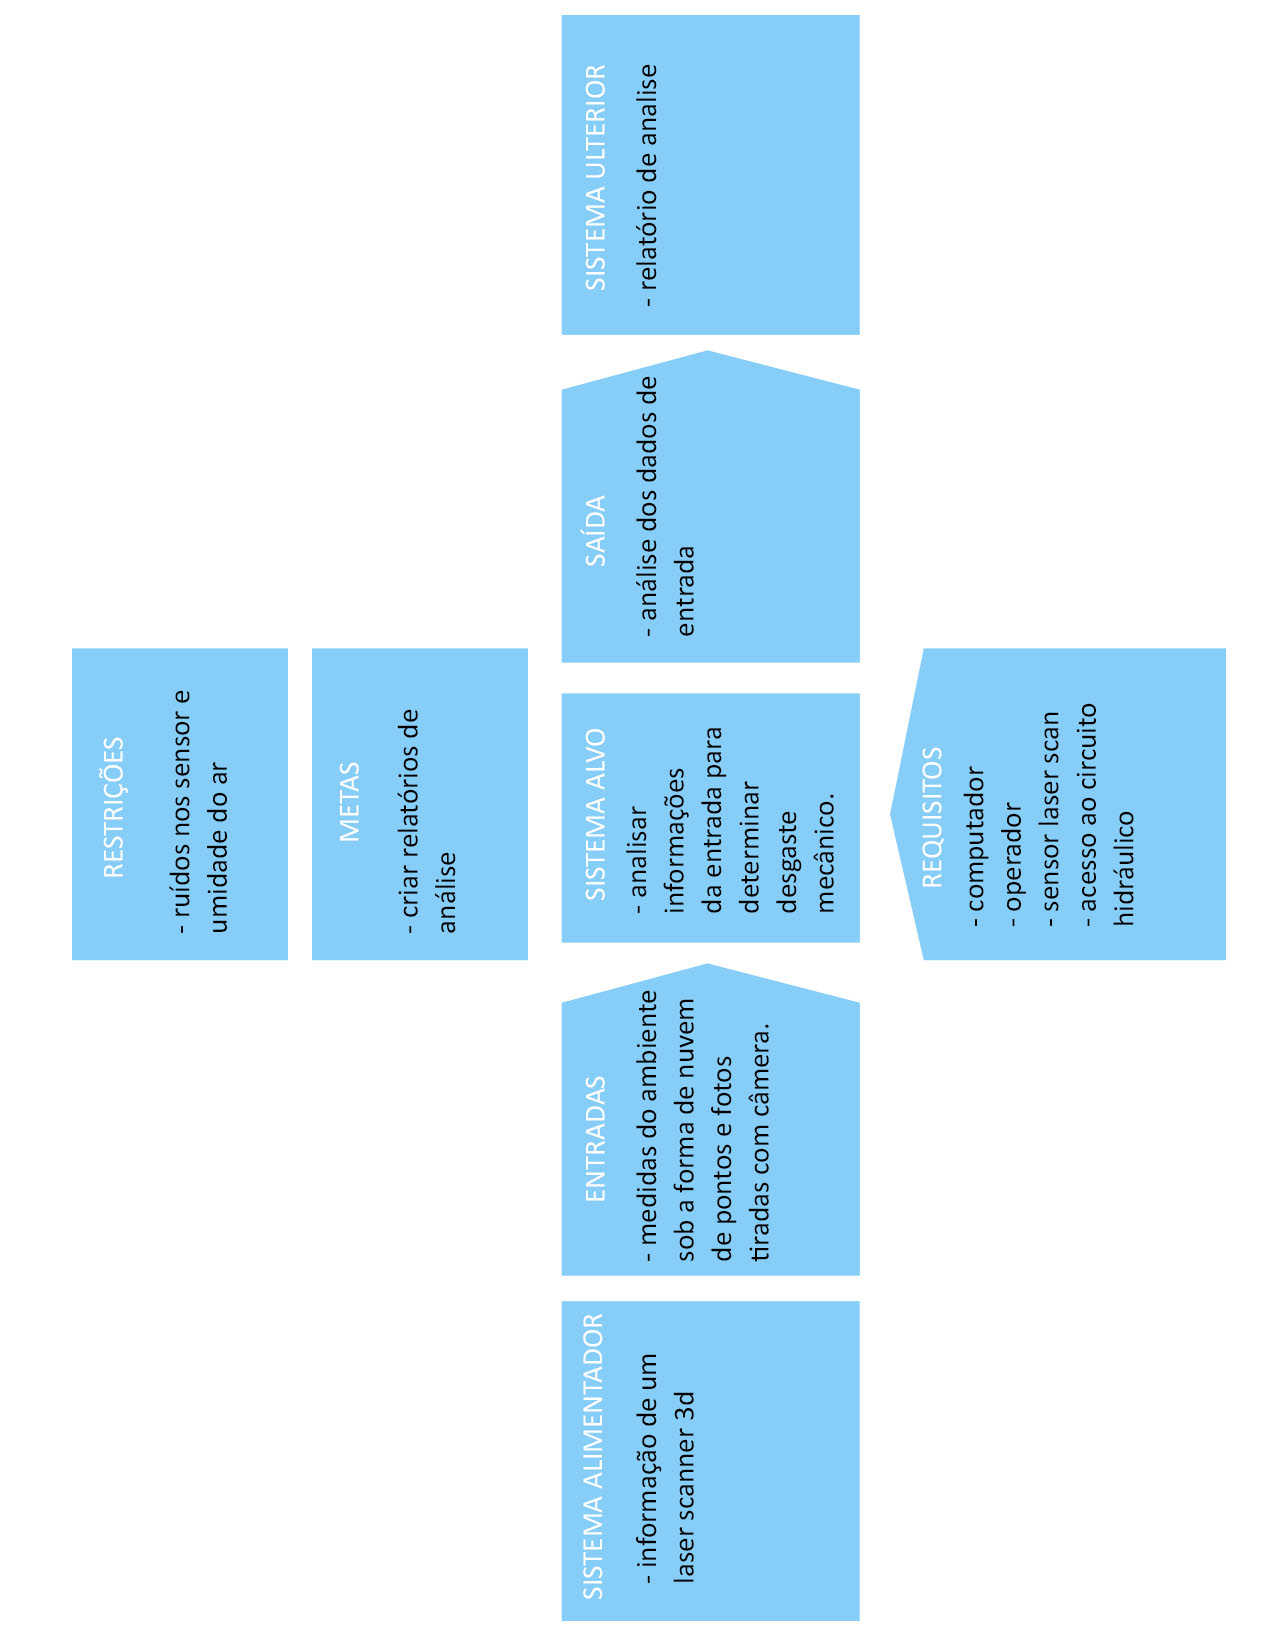 RESTRIÇÕES
- ruídos nos sensor e
umidade do ar
METAS
- criar relatórios de
análise
SISTEMA ALIMENTADOR
- informação de um
laser scanner 3d
ENTRADAS
- medidas do ambiente
sob a forma de nuvem
de pontos e fotos
tiradas com câmera.
SISTEMA ALVO
- analisar
informações
da entrada para
determinar
desgaste
mecânico.
SAÍDA
- análise dos dados de
entrada
SISTEMA ULTERIOR
- relatório de analise
REQUISITOS
- computador
- operador
- sensor laser scan
- acesso ao circuito
hidráulico